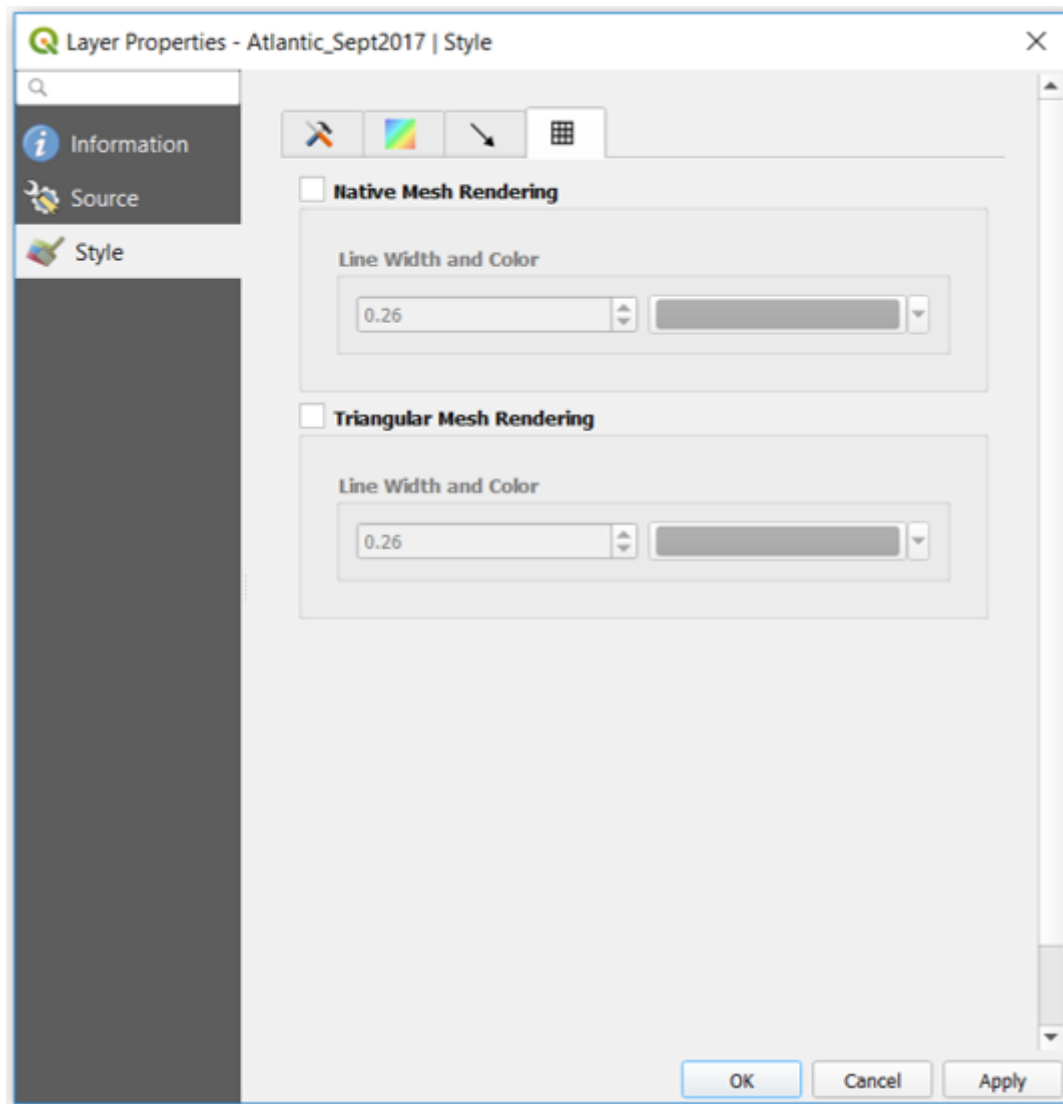 Layer Properties - Atlantic_Sept2017 | Style
Information
Source
Style
Native Mesh Rendering
Line Width and Color
0.26
Triangular Mesh Rendering
Line Width and Color
0.26
OK Cancel Apply